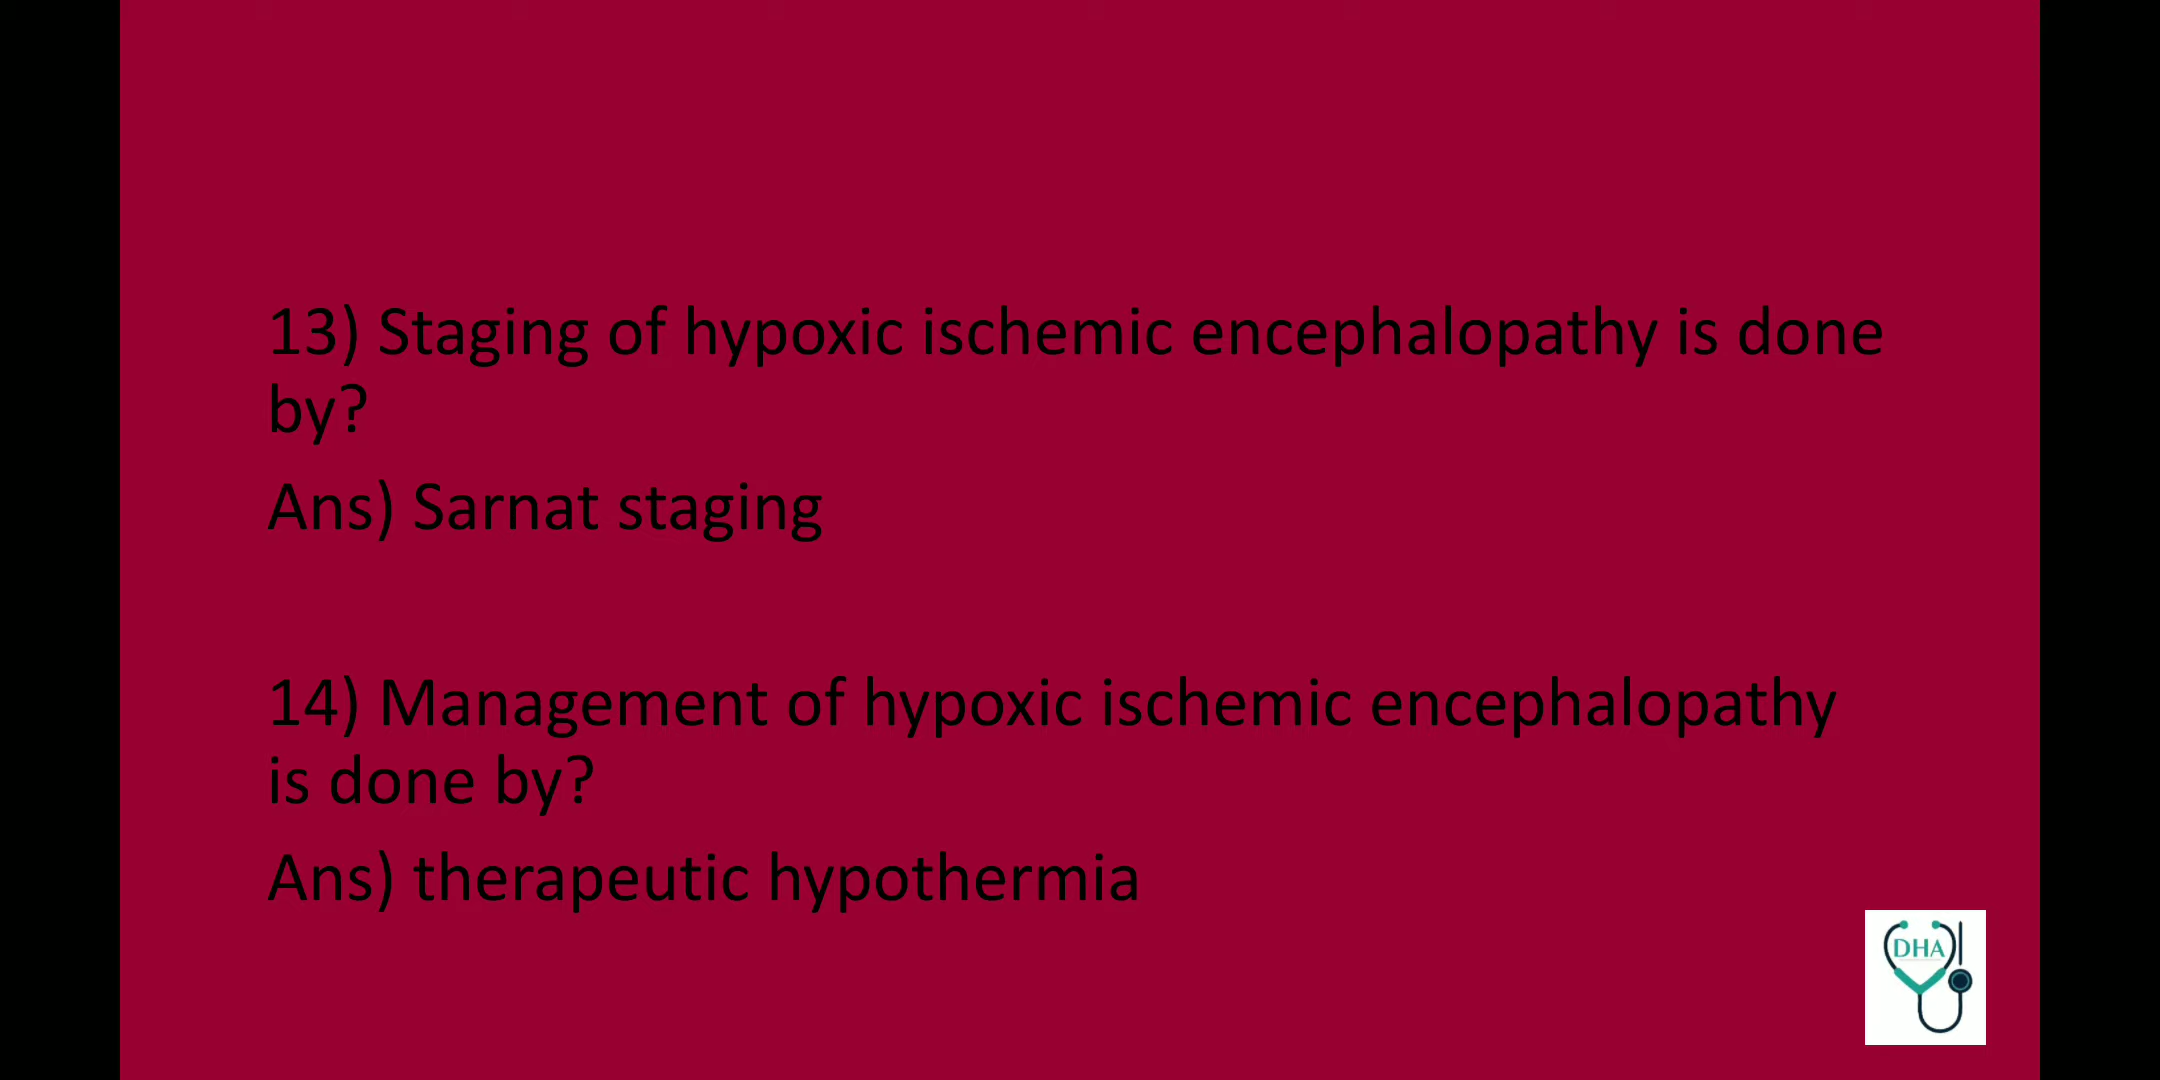 13) Staging of hypoxic ischemic encephalopathy is done
by?
Ans) Sarnat staging
14) Management of hypoxic ischemic encephalopathy
is done by?
Ans) therapeutic hypothermia
DHA